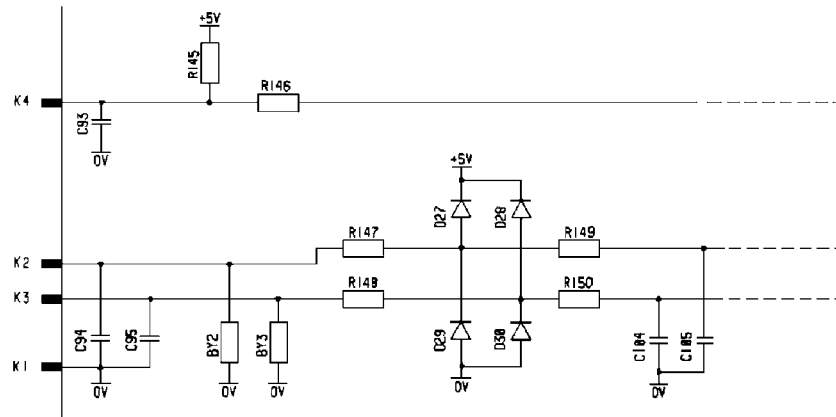 +5V
R145
R146
K4
C93
0V
+5V
D27
D28
R147
R149
K2
R148
R150
K3
C94
C95
BY2
BY3
D29
D30
C104
C105
K1
0V
0V
0V
0V
0V